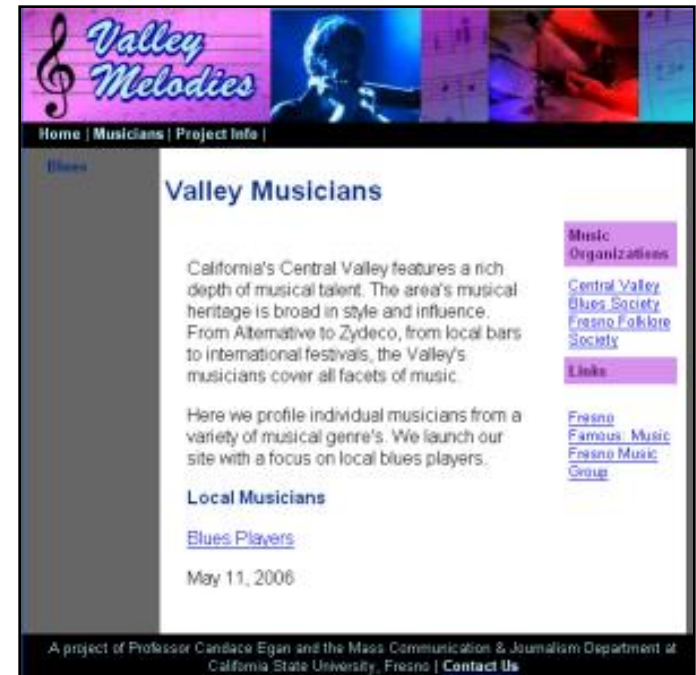 Valley
Melodies
Home | Musicians | Project Info |
Blues
Valley Musicians
California's Central Valley features a rich
depth of musical talent. The area's musical
heritage is broad in style and influence.
From Alternative to Zydeco, from local bars
to international festivals, the Valley's
musicians cover all facets of music.
Here we profile individual musicians from a
variety of musical genre's. We launch our
site with a focus on local blues players.
Local Musicians
Blues Players
May 11, 2006
Music
Organizations
Central Valley
Blues Society
Fresno Folklore
Society
Links
Fresno
Famous: Music
Fresno Music
Group
A project of Professor Candace Egan and the Mass Communication & Journalism Department at
California State University, Fresno | Contact Us